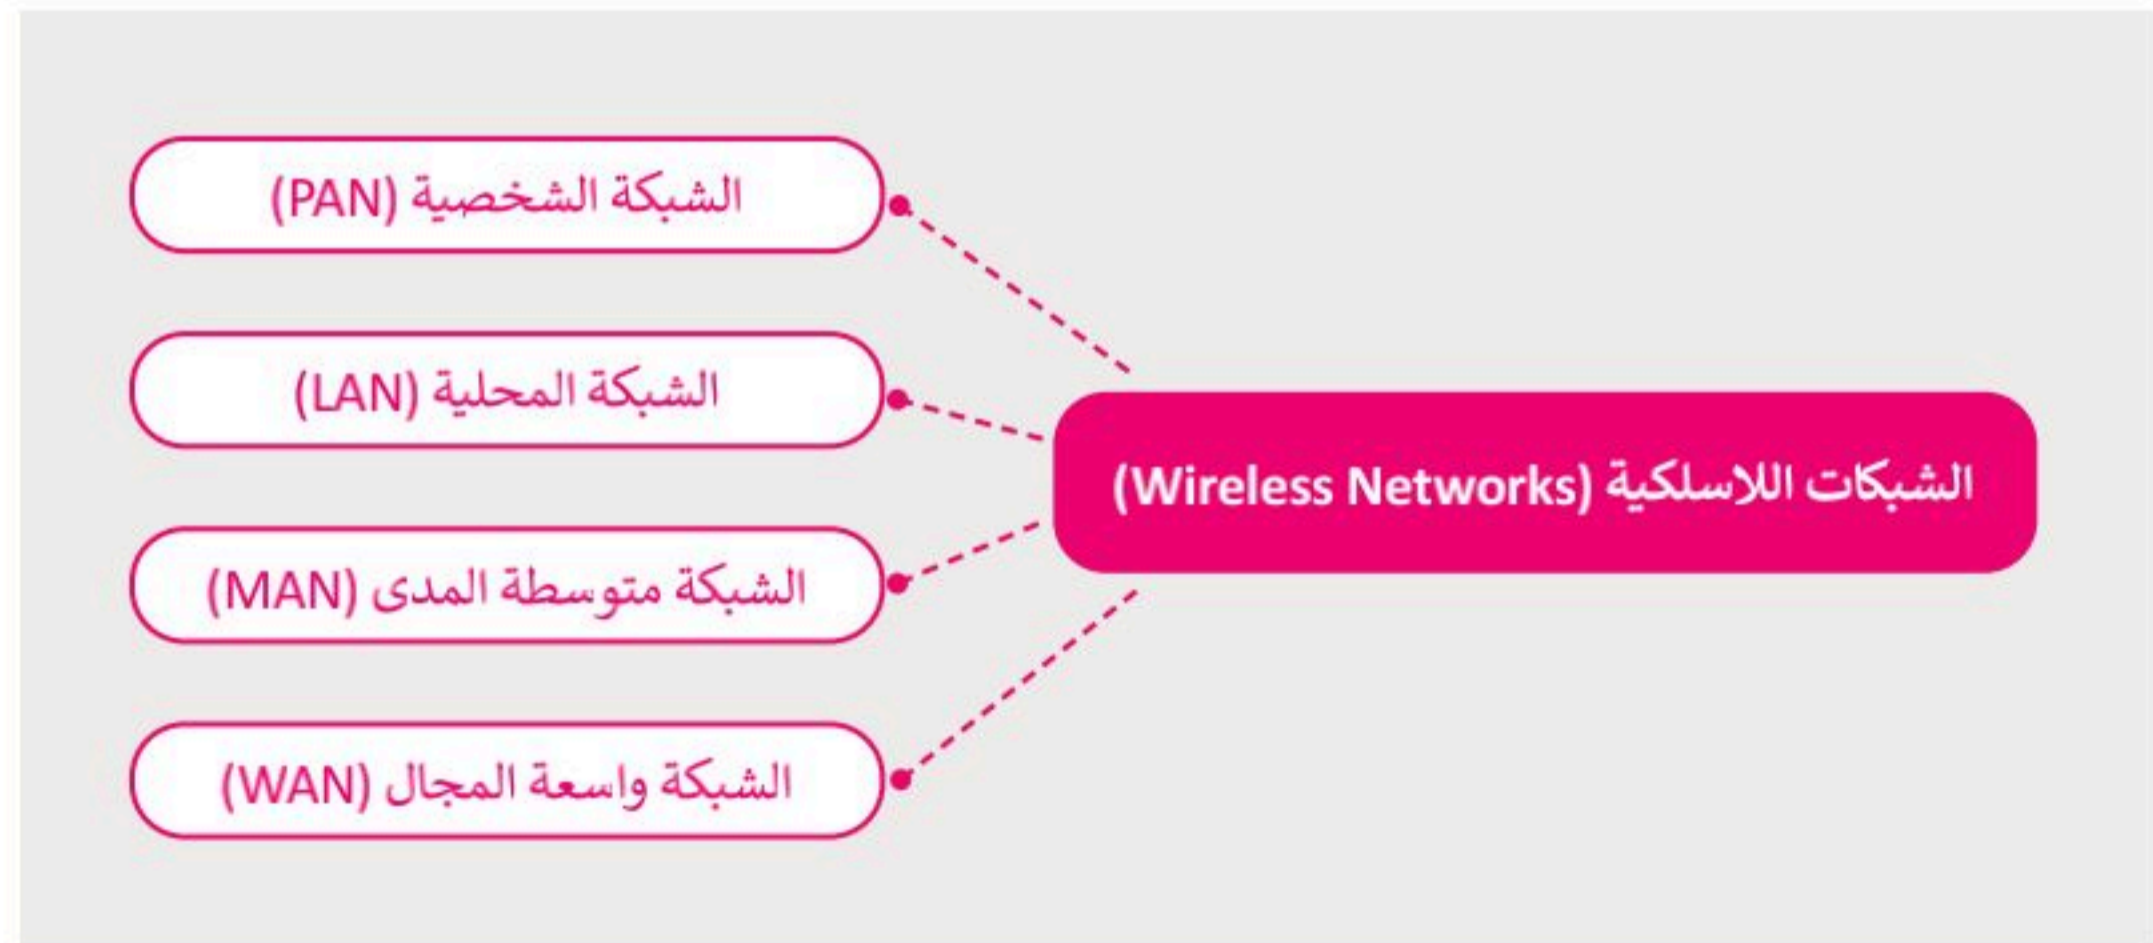 الشبكات اللاسلكية (Wireless Networks)
الشبكة الشخصية (PAN)
الشبكة المحلية (LAN)
الشبكة متوسطة المدى (MAN)
الشبكة واسعة المجال (WAN)